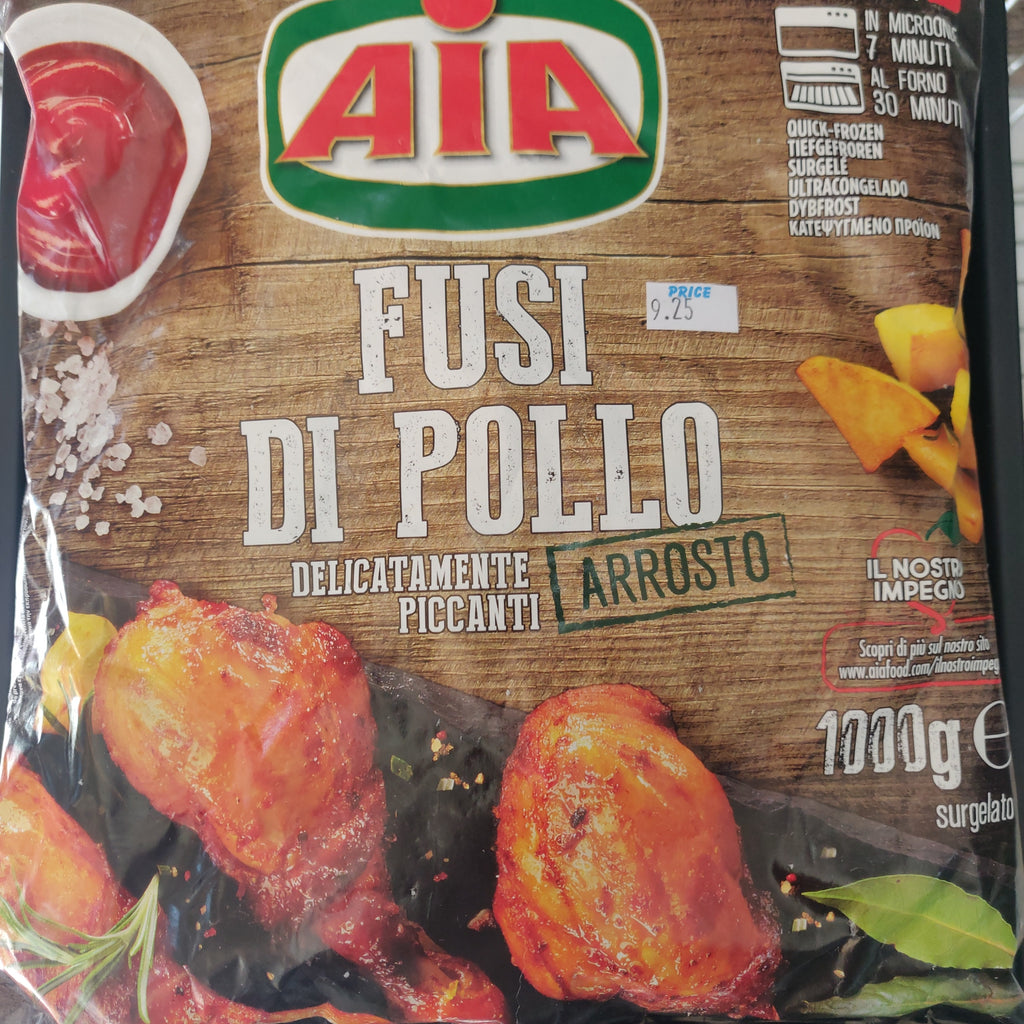 AIA
IN MICROONDE
7 MINUTI
AL FORNO
30 MINUTI
QUICK-FROZEN
TIEFGEFROREN
SURGELÉ
ULTRACONGELADO
DYBFROST
ΚΑΤΕΨΥΓΜΕΝΟ ΠΡΟΪΟΝ
FUSI
DI POLLO
PRICE
9.25
DELICATAMENTE
PICCANTI
ARROSTO
IL NOSTRO
IMPEGNO
Scopri di più sul nostro sito
www.aiafood.com/ilnostroimpeg
1000g e
surgelato